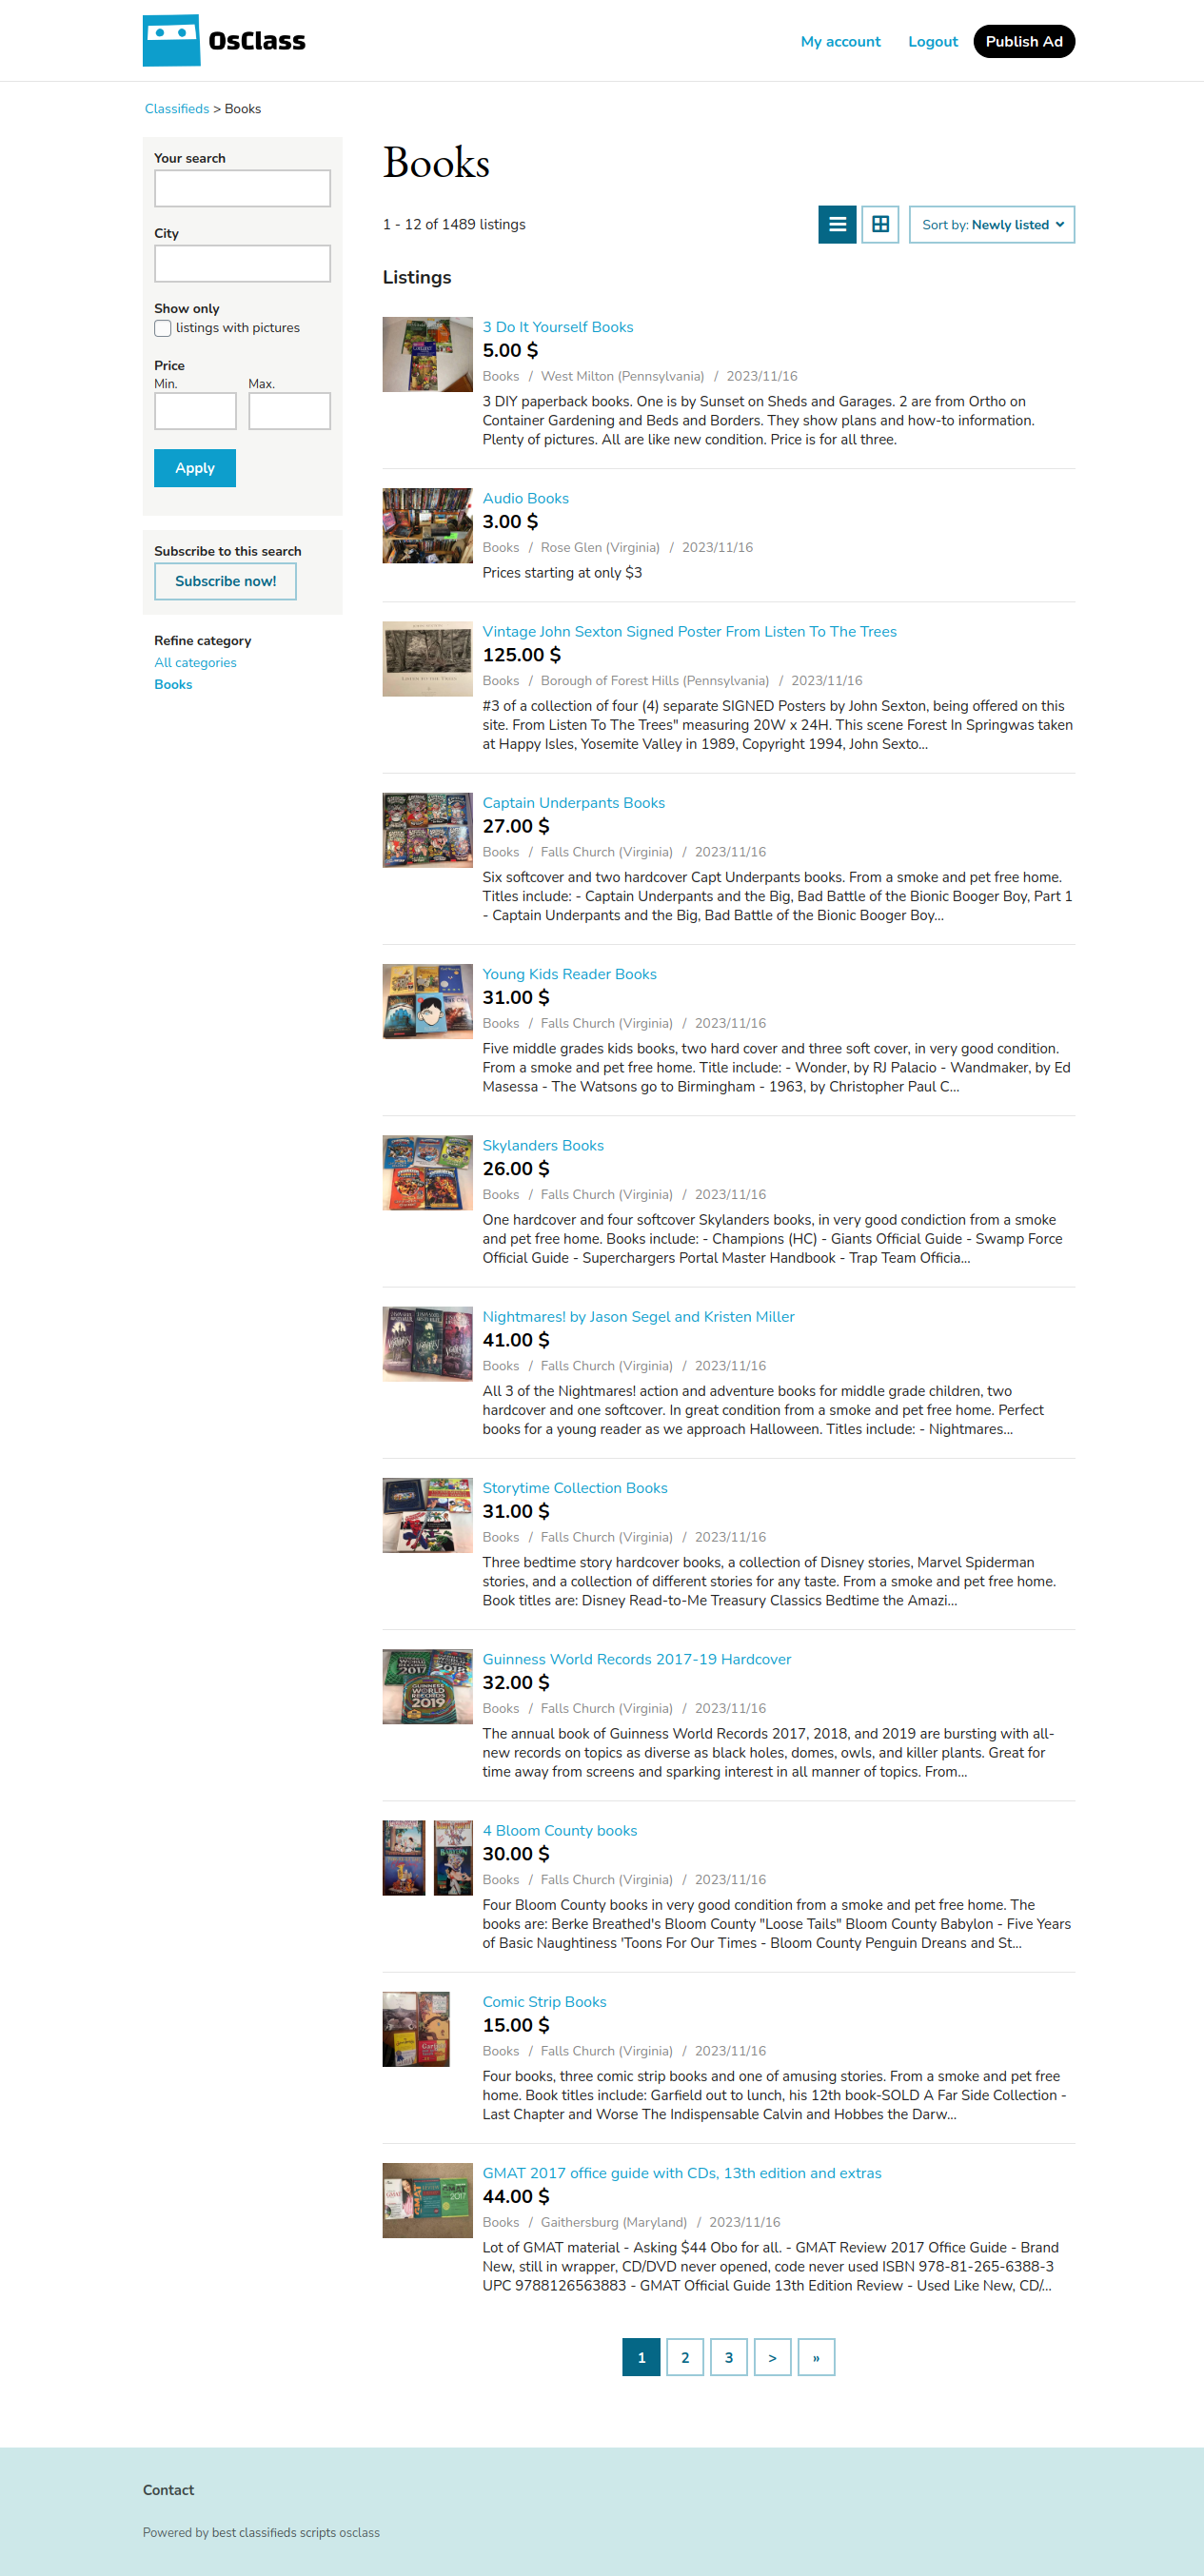 OsClass
My account Logout Publish Ad
Classifieds > Books
Your search
City
Show only
listings with pictures
Price
Min. Max.
Apply
Subscribe to this search
Subscribe now!
Refine category
All categories
Books
Books
1 - 12 of 1489 listings
Sort by: Newly listed
Listings
3 Do It Yourself Books
5.00 $
Books / West Milton (Pennsylvania) / 2023/11/16
3 DIY paperback books. One is by Sunset on Sheds and Garages. 2 are from Ortho on
Container Gardening and Beds and Borders. They show plans and how-to information.
Plenty of pictures. All are like new condition. Price is for all three.
Audio Books
3.00 $
Books / Rose Glen (Virginia) / 2023/11/16
Prices starting at only $3
Vintage John Sexton Signed Poster From Listen To The Trees
125.00 $
Books / Borough of Forest Hills (Pennsylvania) / 2023/11/16
#3 of a collection of four (4) separate SIGNED Posters by John Sexton, being offered on this
site. From Listen To The Trees" measuring 20W x 24H. This scene Forest In Springwas taken
at Happy Isles, Yosemite Valley in 1989, Copyright 1994, John Sexto...
Captain Underpants Books
27.00 $
Books / Falls Church (Virginia) / 2023/11/16
Six softcover and two hardcover Capt Underpants books. From a smoke and pet free home.
Titles include: - Captain Underpants and the Big, Bad Battle of the Bionic Booger Boy, Part 1
- Captain Underpants and the Big, Bad Battle of the Bionic Booger Boy...
Young Kids Reader Books
31.00 $
Books / Falls Church (Virginia) / 2023/11/16
Five middle grades kids books, two hard cover and three soft cover, in very good condition.
From a smoke and pet free home. Title include: - Wonder, by RJ Palacio - Wandmaker, by Ed
Masessa - The Watsons go to Birmingham - 1963, by Christopher Paul C...
Skylanders Books
26.00 $
Books / Falls Church (Virginia) / 2023/11/16
One hardcover and four softcover Skylanders books, in very good condiction from a smoke
and pet free home. Books include: - Champions (HC) - Giants Official Guide - Swamp Force
Official Guide - Superchargers Portal Master Handbook - Trap Team Officia...
Nightmares! by Jason Segel and Kristen Miller
41.00 $
Books / Falls Church (Virginia) / 2023/11/16
All 3 of the Nightmares! action and adventure books for middle grade children, two
hardcover and one softcover. In great condition from a smoke and pet free home. Perfect
books for a young reader as we approach Halloween. Titles include: - Nightmares...
Storytime Collection Books
31.00 $
Books / Falls Church (Virginia) / 2023/11/16
Three bedtime story hardcover books, a collection of Disney stories, Marvel Spiderman
stories, and a collection of different stories for any taste. From a smoke and pet free home.
Book titles are: Disney Read-to-Me Treasury Classics Bedtime the Amazi...
Guinness World Records 2017-19 Hardcover
32.00 $
Books / Falls Church (Virginia) / 2023/11/16
The annual book of Guinness World Records 2017, 2018, and 2019 are bursting with all-
new records on topics as diverse as black holes, domes, owls, and killer plants. Great for
time away from screens and sparking interest in all manner of topics. From...
4 Bloom County books
30.00 $
Books / Falls Church (Virginia) / 2023/11/16
Four Bloom County books in very good condition from a smoke and pet free home. The
books are: Berke Breathed's Bloom County "Loose Tails" Bloom County Babylon - Five Years
of Basic Naughtiness 'Toons For Our Times - Bloom County Penguin Dreans and St...
Comic Strip Books
15.00 $
Books / Falls Church (Virginia) / 2023/11/16
Four books, three comic strip books and one of amusing stories. From a smoke and pet free
home. Book titles include: Garfield out to lunch, his 12th book-SOLD A Far Side Collection -
Last Chapter and Worse The Indispensable Calvin and Hobbes the Darw...
GMAT 2017 office guide with CDs, 13th edition and extras
44.00 $
Books / Gaithersburg (Maryland) / 2023/11/16
Lot of GMAT material - Asking $44 Obo for all. - GMAT Review 2017 Office Guide - Brand
New, still in wrapper, CD/DVD never opened, code never used ISBN 978-81-265-6388-3
UPC 9788126563883 - GMAT Official Guide 13th Edition Review - Used Like New, CD/...
1 2 3 > »
Contact
Powered by best classifieds scripts osclass